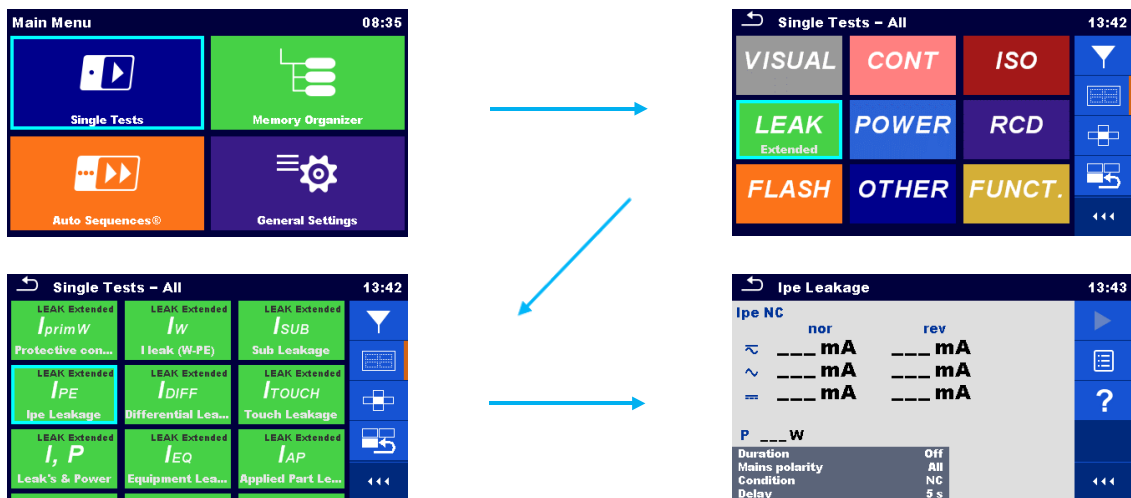 Main Menu 08:35
Single Tests Memory Organizer
Auto Sequences® General Settings
Single Tests – All 13:42
VISUAL CONT ISO
LEAK POWER RCD
Extended
FLASH OTHER FUNCT.
Single Tests – All 13:42
LEAK Extended LEAK Extended LEAK Extended
IprimW IW ISUB
Protective con... I leak (W-PE) Sub Leakage
LEAK Extended LEAK Extended LEAK Extended
IPE IDIFF ITOUCH
Ipe Leakage Differential Lea... Touch Leakage
LEAK Extended LEAK Extended LEAK Extended
I, P IEQ IAP
Leak's & Power Equipment Lea... Applied Part Le...
Ipe Leakage 13:43
Ipe NC
nor rev
___ mA ___ mA
___ mA ___ mA
___ mA ___ mA
?
P ___ W
Duration Off
Mains polarity All
Condition NC
Delay 5 s